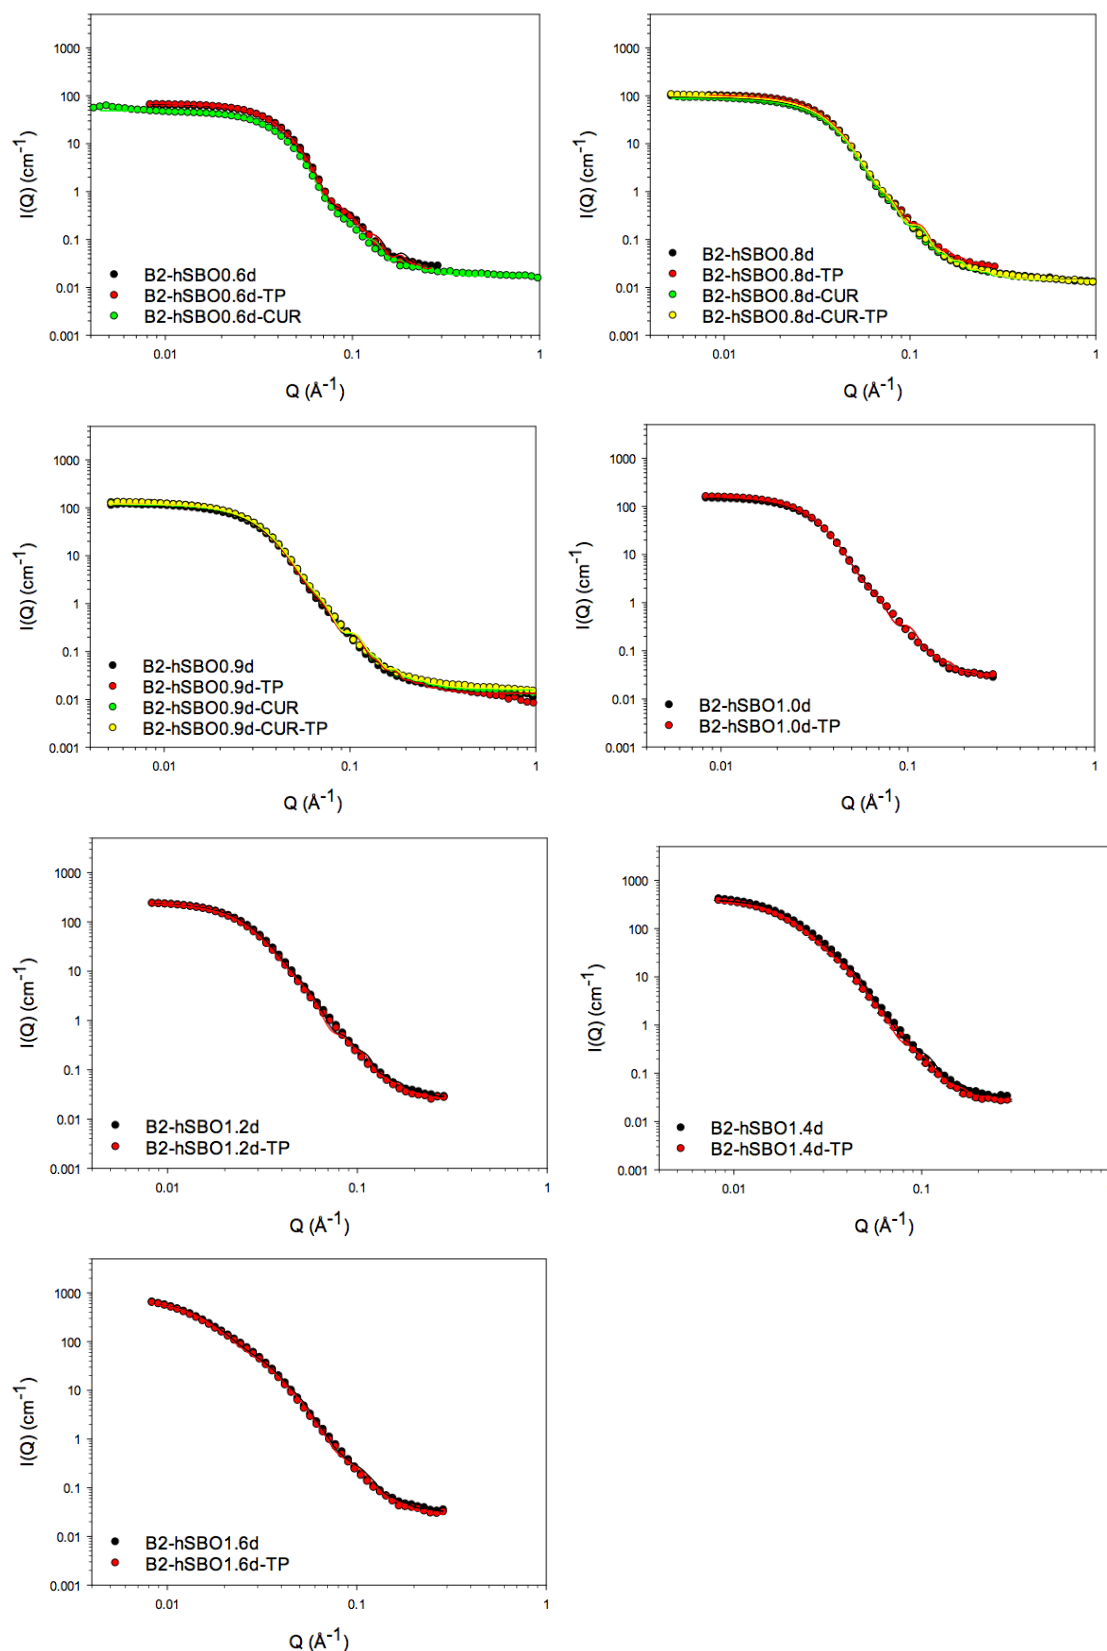 1000
100
10
1
0.1
0.01
0.001
I(Q) (cm⁻¹)
B2-hSBO0.6d
B2-hSBO0.6d-TP
B2-hSBO0.6d-CUR
0.01 0.1 1
Q (Å⁻¹)
1000
100
10
1
0.1
0.01
0.001
I(Q) (cm⁻¹)
B2-hSBO0.8d
B2-hSBO0.8d-TP
B2-hSBO0.8d-CUR
B2-hSBO0.8d-CUR-TP
0.01 0.1 1
Q (Å⁻¹)
1000
100
10
1
0.1
0.01
0.001
I(Q) (cm⁻¹)
B2-hSBO0.9d
B2-hSBO0.9d-TP
B2-hSBO0.9d-CUR
B2-hSBO0.9d-CUR-TP
0.01 0.1 1
Q (Å⁻¹)
1000
100
10
1
0.1
0.01
0.001
I(Q) (cm⁻¹)
B2-hSBO1.0d
B2-hSBO1.0d-TP
0.01 0.1 1
Q (Å⁻¹)
1000
100
10
1
0.1
0.01
0.001
I(Q) (cm⁻¹)
B2-hSBO1.2d
B2-hSBO1.2d-TP
0.01 0.1 1
Q (Å⁻¹)
1000
100
10
1
0.1
0.01
0.001
I(Q) (cm⁻¹)
B2-hSBO1.4d
B2-hSBO1.4d-TP
0.01 0.1
Q (Å⁻¹)
1000
100
10
1
0.1
0.01
0.001
I(Q) (cm⁻¹)
B2-hSBO1.6d
B2-hSBO1.6d-TP
0.01 0.1 1
Q (Å⁻¹)